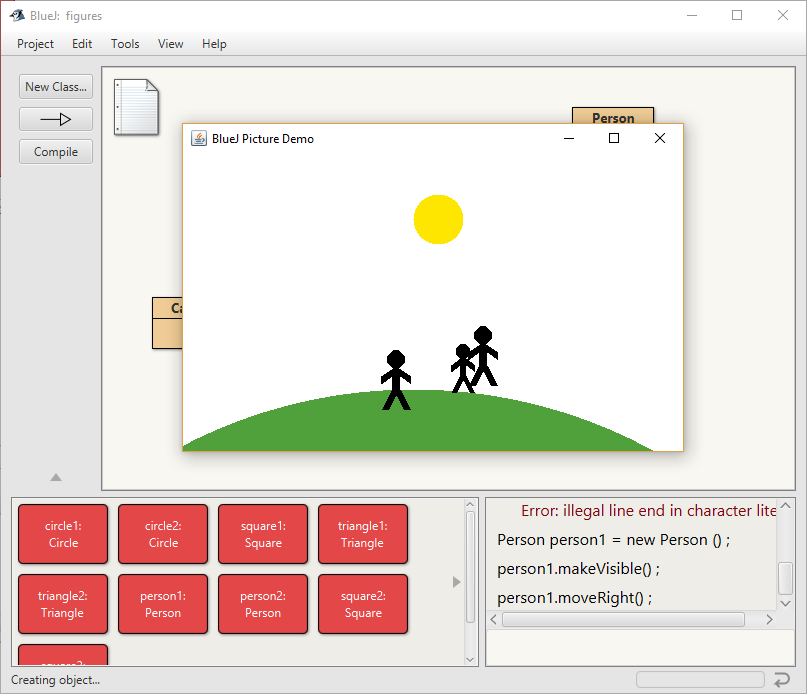 BlueJ: figures
Project Edit Tools View Help
New Class...
Compile
Person
BlueJ Picture Demo
Ca
circle1:
Circle
circle2:
Circle
square1:
Square
triangle1:
Triangle
triangle2:
Triangle
person1:
Person
person2:
Person
square2:
Square
Error: illegal line end in character lite
Person person1 = new Person () ;
person1.makeVisible() ;
person1.moveRight() ;
Creating object...